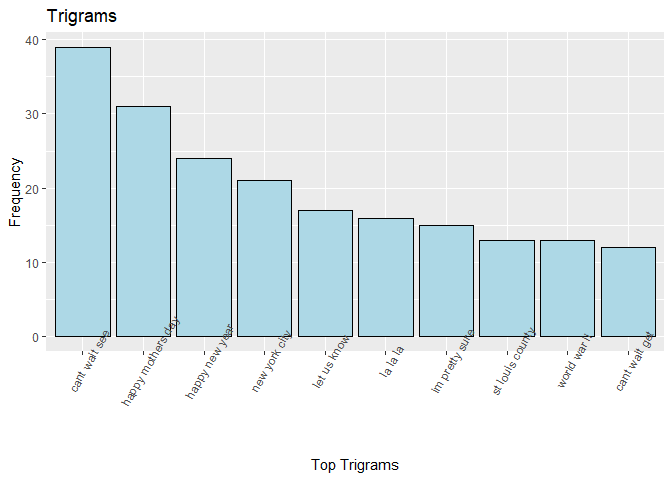 Trigrams
Frequency
40
30
20
10
0
cant wait see
happy mothers day
happy new year
new york city
let us know
la la la
im pretty sure
st louis county
world war ii
cant wait get
Top Trigrams